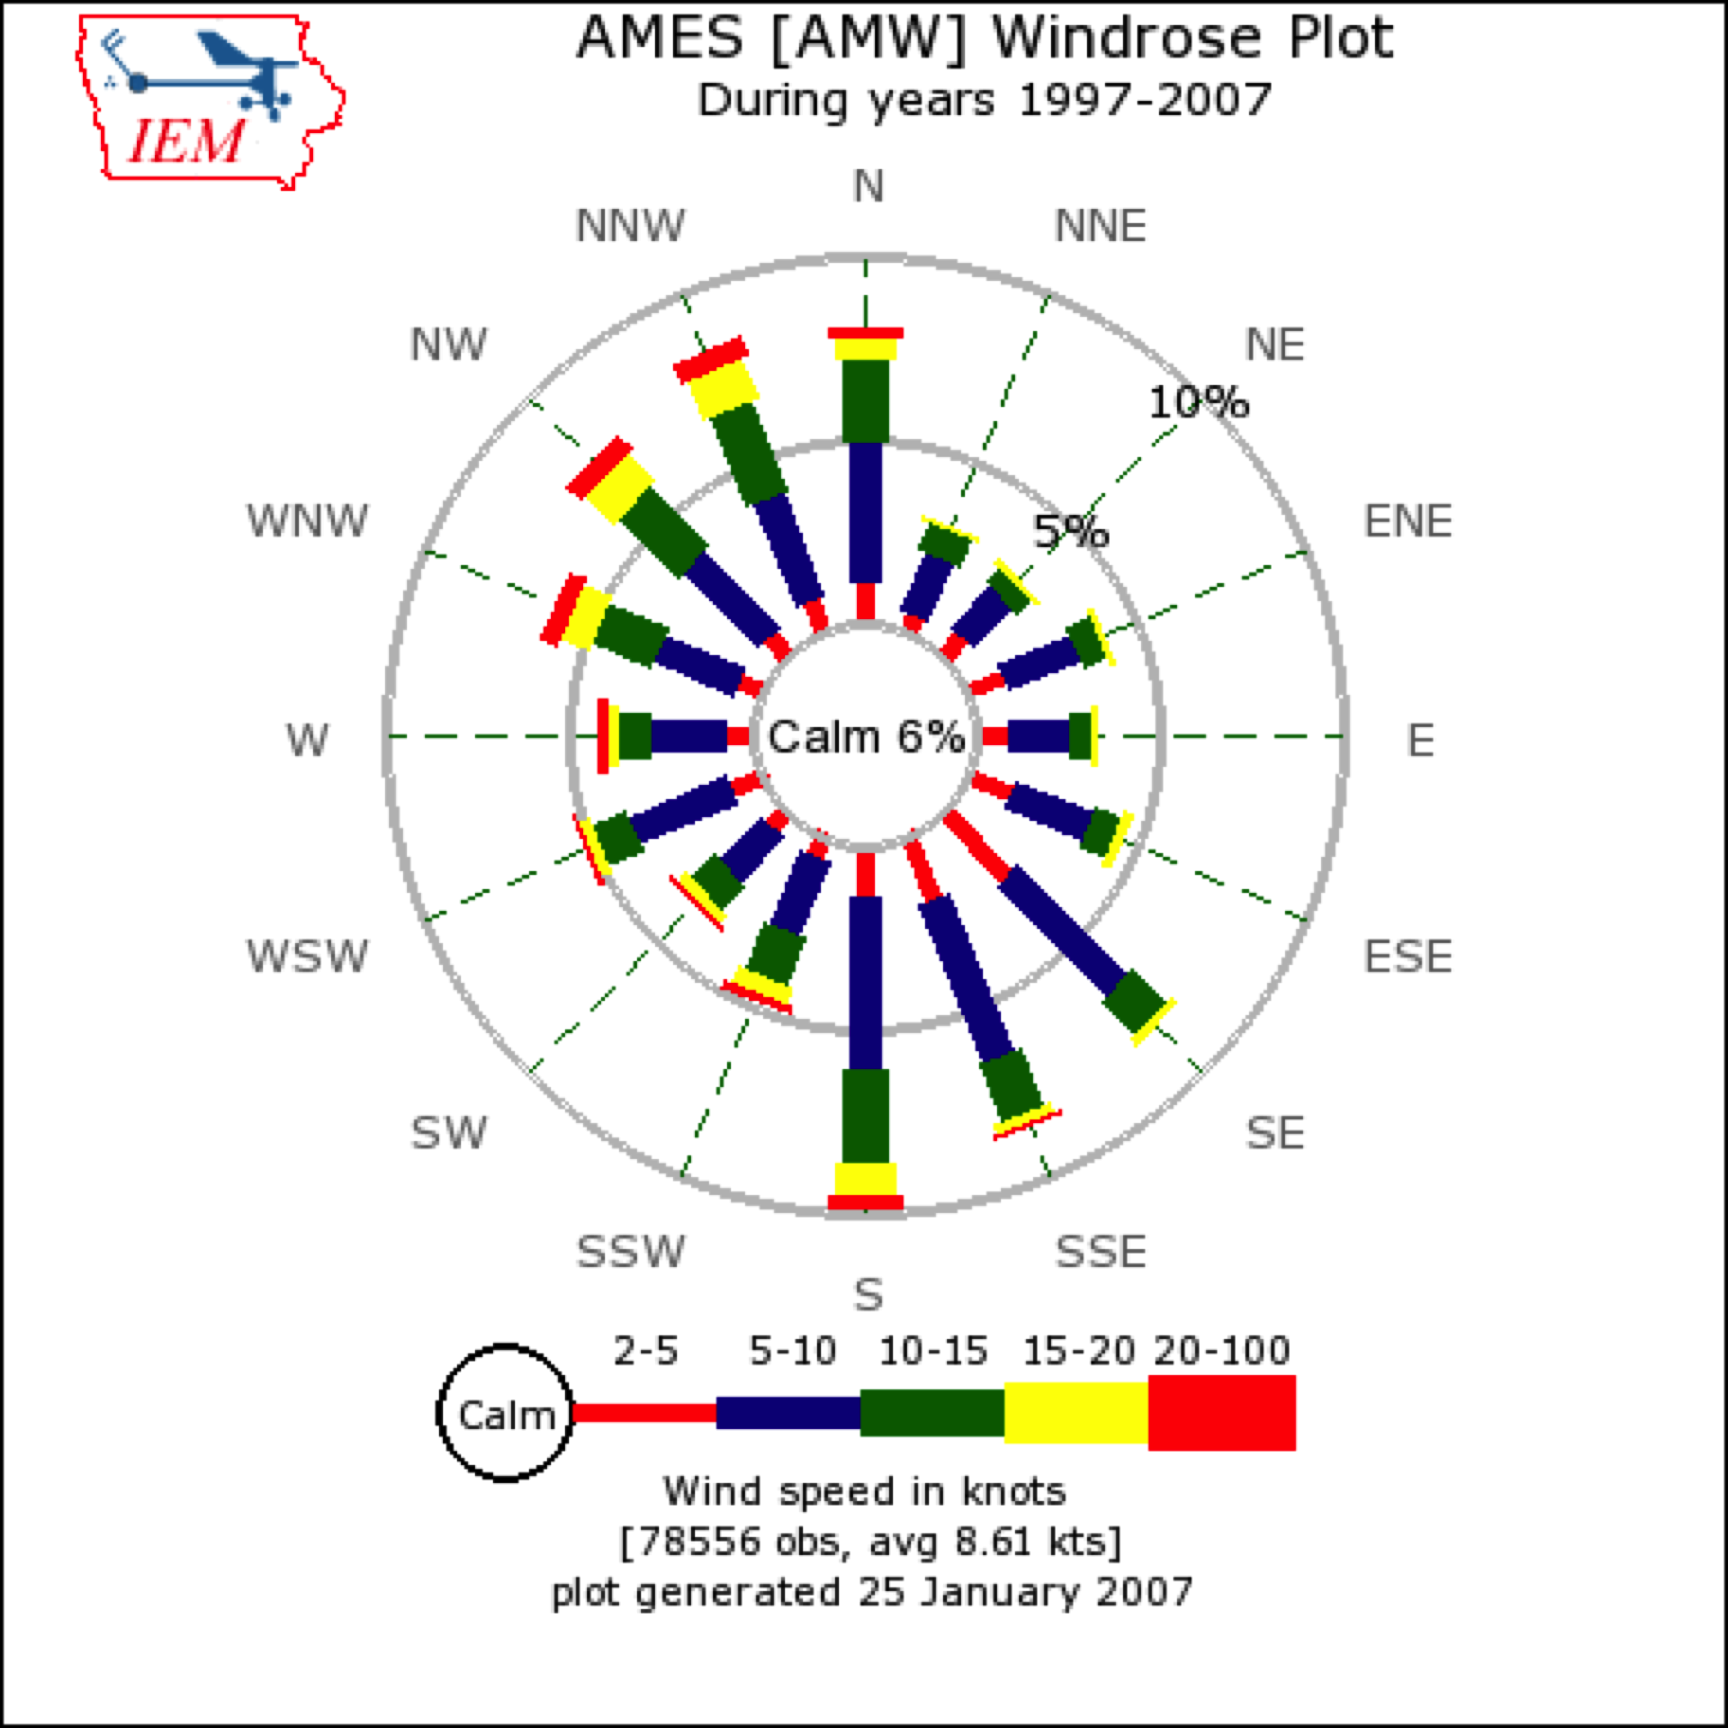 IEM
AMES [AMW] Windrose Plot
During years 1997-2007
N
NNW
NNE
NW
NE
10%
WNW
5%
ENE
W
Calm 6%
E
WSW
ESE
SW
SE
SSW
SSE
S
2-5 5-10 10-15 15-20 20-100
Calm
Wind speed in knots
[78556 obs, avg 8.61 kts]
plot generated 25 January 2007